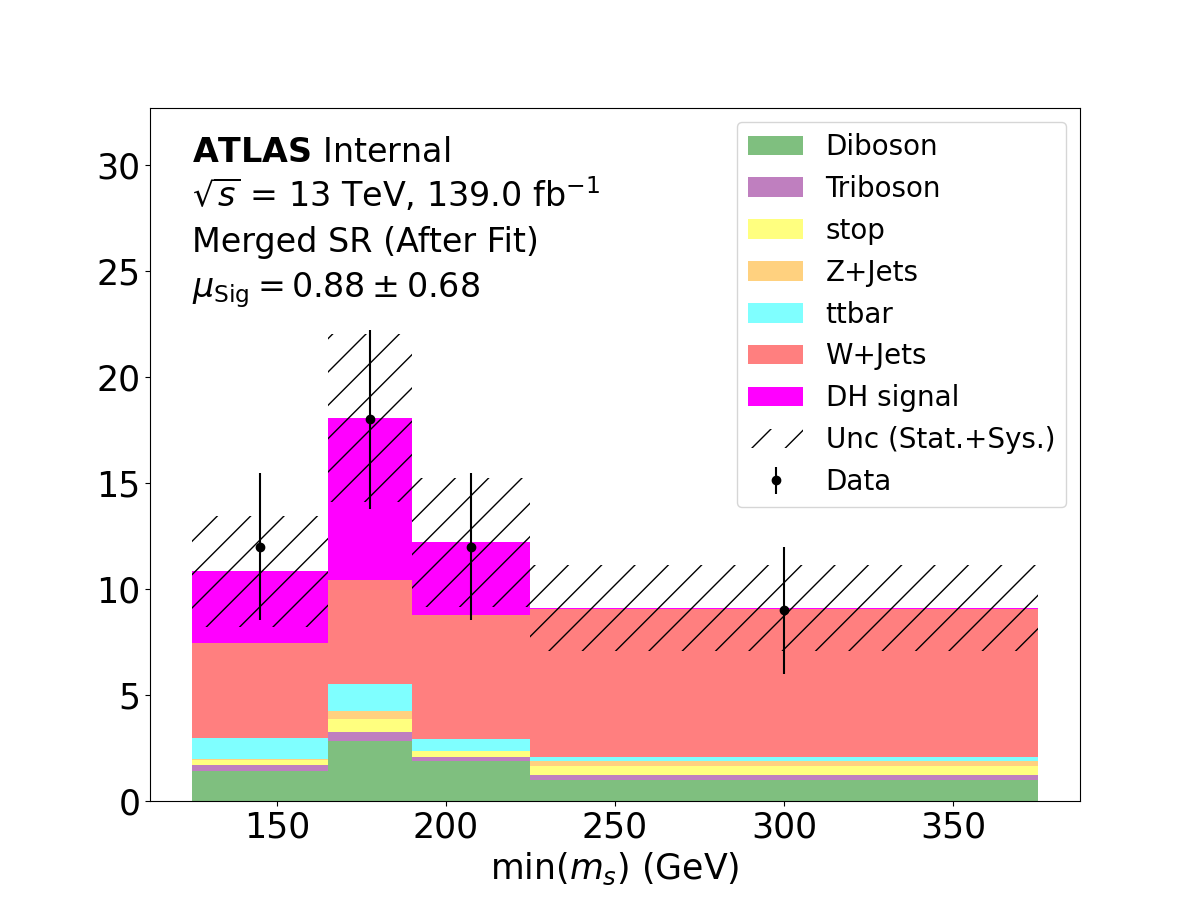 ATLAS Internal
√s = 13 TeV, 139.0 fb⁻¹
Merged SR (After Fit)
μ_Sig = 0.88 ± 0.68
Diboson
Triboson
stop
Z+Jets
ttbar
W+Jets
DH signal
Unc (Stat.+Sys.)
Data
30
25
20
15
10
5
0
150 200 250 300 350
min(m_s) (GeV)